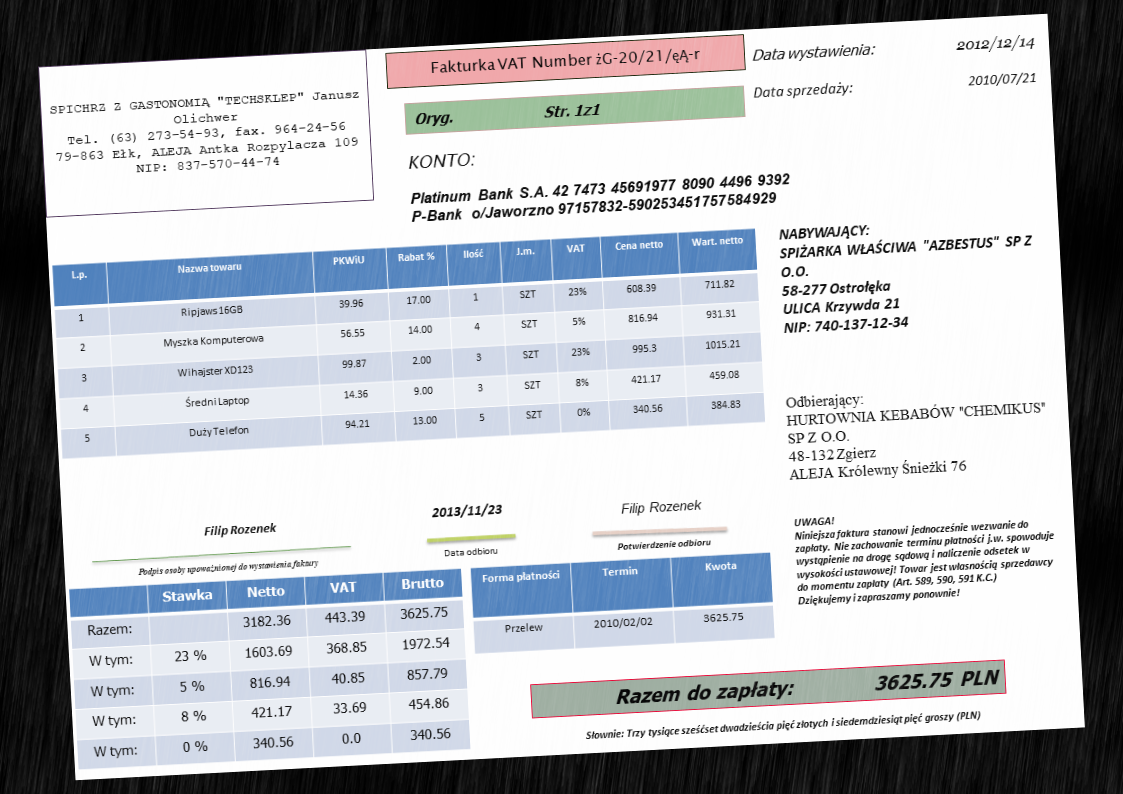 SPICHRZ Z GASTONOMIĄ "TECHSKLEP" Janusz
Olichwer
Tel. (63) 273-54-93, fax. 964-24-56
79-863 Ełk, ALEJA Antka Rozpylacza 109
NIP: 837-570-44-74
Fakturka VAT Number żG-20/21/ęĄ-r
Oryg. Str. 1z1
Data wystawienia: 2012/12/14
Data sprzedaży: 2010/07/21
KONTO:
Platinum Bank S.A. 42 7473 45691977 8090 4496 9392
P-Bank o/Jaworzno 97157832-590253451757584929
NABYWAJĄCY:
SPIŻARKA WŁAŚCIWA "AZBESTUS" SP Z
O.O.
58-277 Ostrołęka
ULICA Krzywda 21
NIP: 740-137-12-34
L.p. Nazwa towaru PKWiU Rabat % Ilość J.m. VAT Cena netto Wart. netto
1 Ripjaws16GB 39.96 17.00 1 SZT 23% 608.39 711.82
2 Myszka Komputerowa 56.55 14.00 4 SZT 5% 816.94 931.31
3 Wihajster XD123 99.87 2.00 3 SZT 23% 995.3 1015.21
4 Średni Laptop 14.36 9.00 3 SZT 8% 421.17 459.08
5 Duży Telefon 94.21 13.00 5 SZT 0% 340.56 384.83
Odbierający:
HURTOWNIA KEBABÓW "CHEMIKUS"
SP Z O.O.
48-132 Zgierz
ALEJA Królewny Śnieżki 76
Filip Rozenek
Podpis osoby upoważnionej do wystawienia faktury
2013/11/23
Data odbioru
Filip Rozenek
Potwierdzenie odbioru
UWAGA!
Niniejsza faktura stanowi jednocześnie wezwanie do
zapłaty. Nie zachowanie terminu płatności j.w. spowoduje
wystąpienie na drogę sądową i naliczenie odsetek w
wysokości ustawowej! Towar jest własnością sprzedawcy
do momentu zapłaty (Art. 589, 590, 591 K.C.)
Dziękujemy i zapraszamy ponownie!
Stawka Netto VAT Brutto
Razem: 3182.36 443.39 3625.75
W tym: 23 % 1603.69 368.85 1972.54
W tym: 5 % 816.94 40.85 857.79
W tym: 8 % 421.17 33.69 454.86
W tym: 0 % 340.56 0.0 340.56
Forma płatności Termin Kwota
Przelew 2010/02/02 3625.75
Razem do zapłaty: 3625.75 PLN
Słownie: Trzy tysiące sześćset dwadzieścia pięć złotych i siedemdziesiąt pięć groszy (PLN)